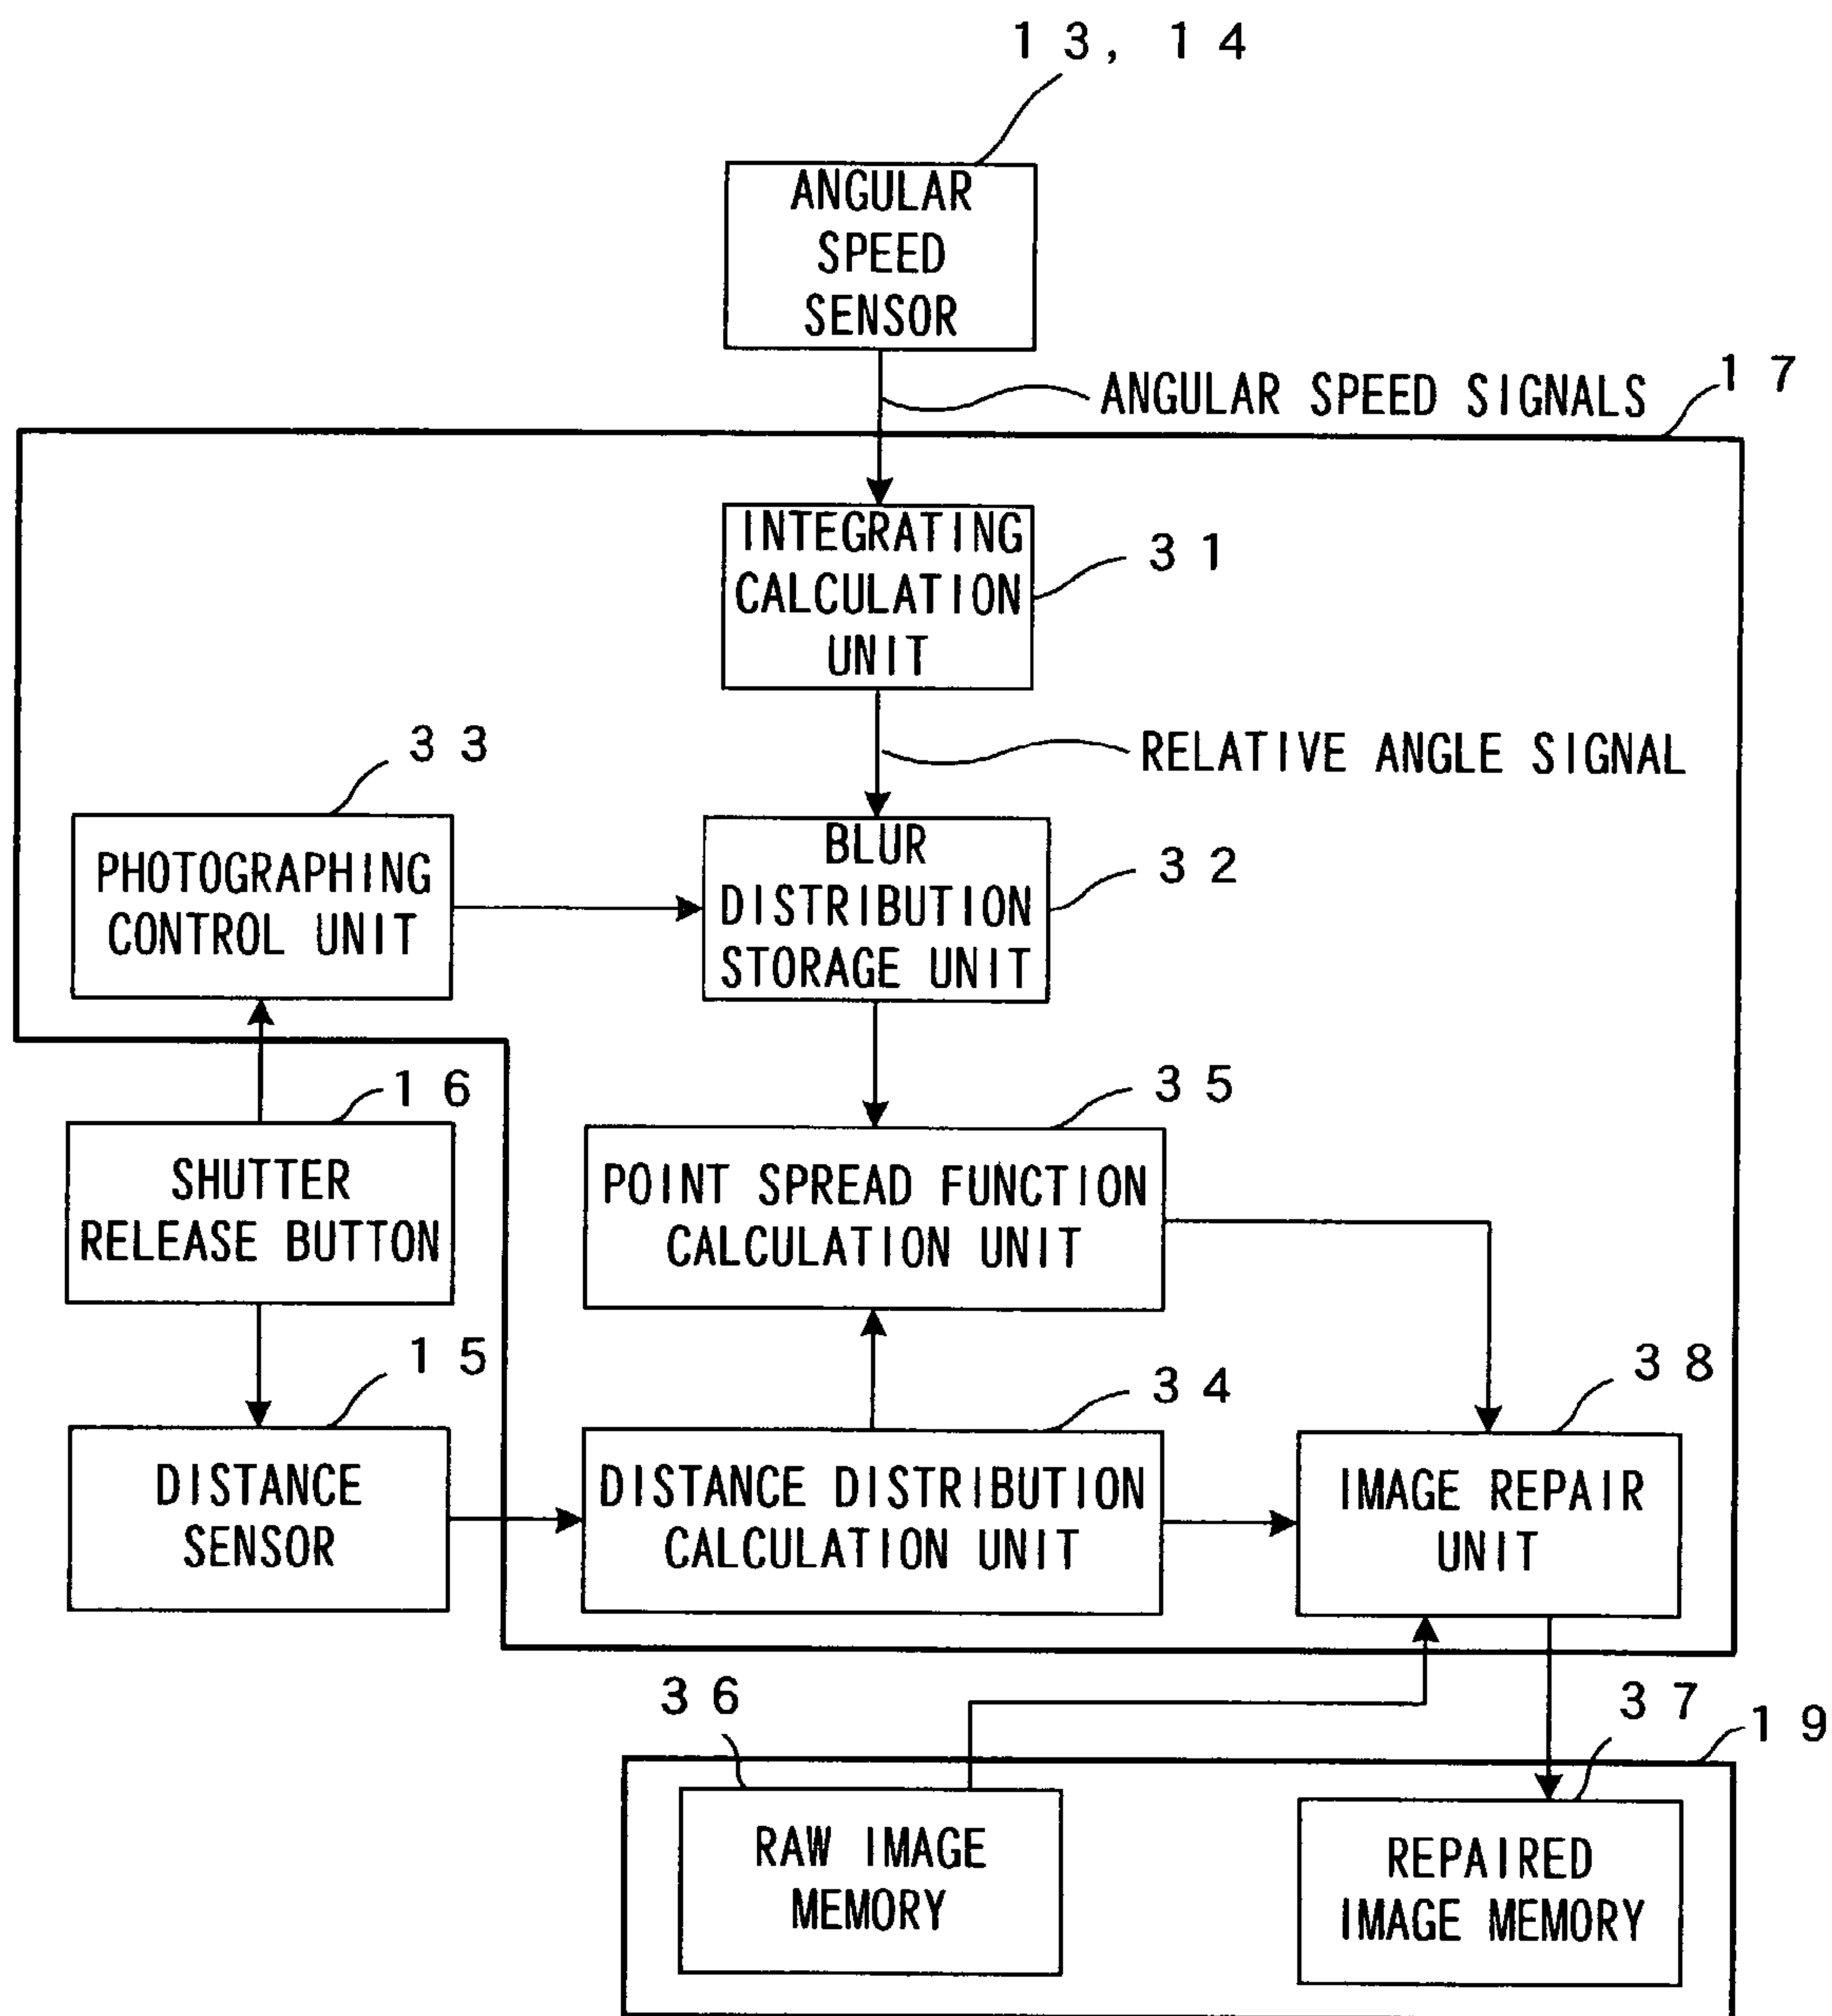 13, 14
ANGULAR
SPEED
SENSOR
ANGULAR SPEED SIGNALS
17
INTEGRATING
CALCULATION
UNIT
31
RELATIVE ANGLE SIGNAL
33
PHOTOGRAPHING
CONTROL UNIT
BLUR
DISTRIBUTION
STORAGE UNIT
32
16
SHUTTER
RELEASE BUTTON
35
POINT SPREAD FUNCTION
CALCULATION UNIT
15
DISTANCE
SENSOR
34
DISTANCE DISTRIBUTION
CALCULATION UNIT
38
IMAGE REPAIR
UNIT
36
RAW IMAGE
MEMORY
37
REPAIRED
IMAGE MEMORY
19